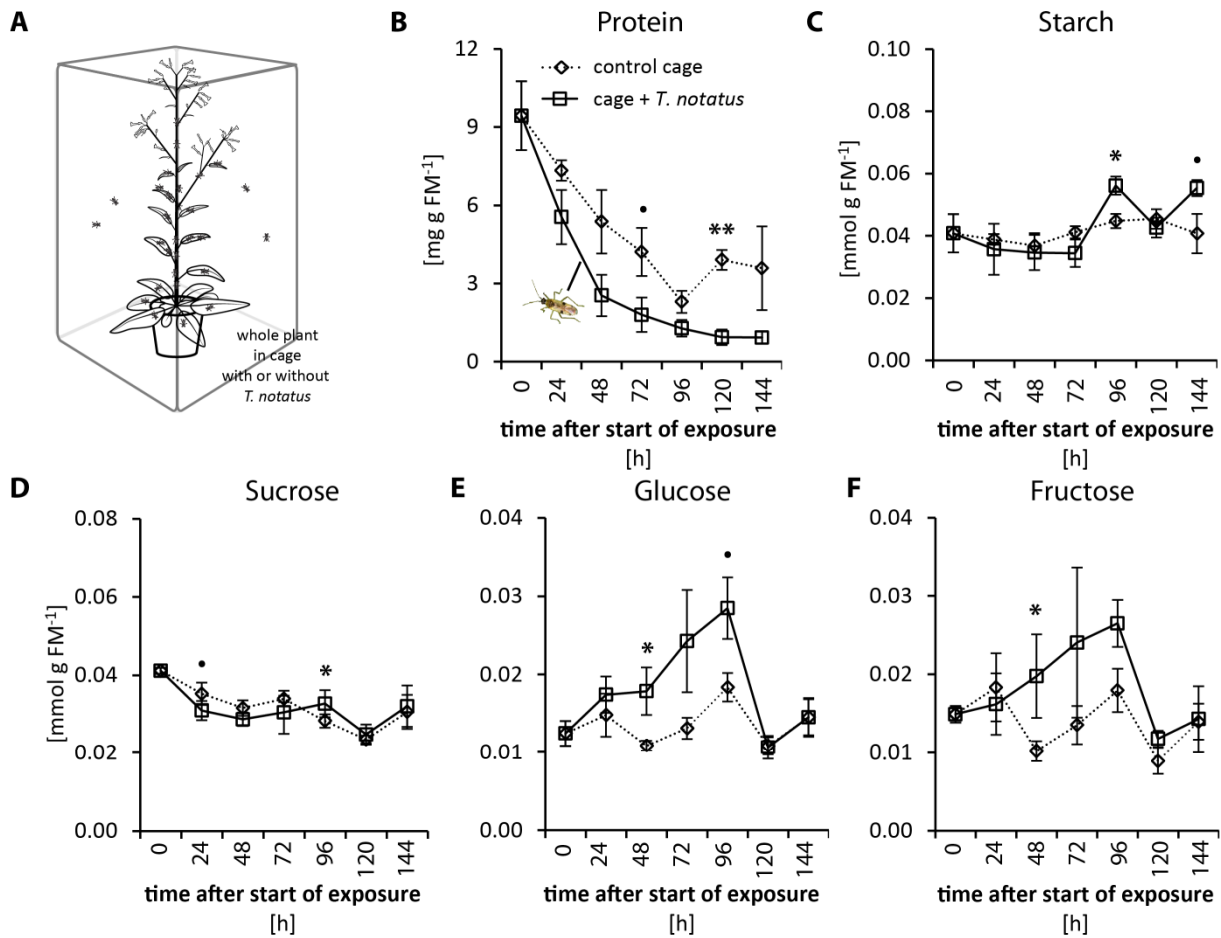 A
whole plant
in cage
with or without
T. notatus
B
Protein
control cage
cage + T. notatus
[mg g FM-1]
12
9
6
3
0
•
**
0
24
48
72
96
120
144
time after start of exposure
[h]
C
Starch
[mmol g FM-1]
0.10
0.08
0.06
0.04
0.02
0.00
*
•
0
24
48
72
96
120
144
time after start of exposure
[h]
D
Sucrose
[mmol g FM-1]
0.08
0.06
0.04
0.02
0.00
•
*
0
24
48
72
96
120
144
time after start of exposure
[h]
E
Glucose
0.04
0.03
0.02
0.01
0.00
*
•
0
24
48
72
96
120
144
time after start of exposure
[h]
F
Fructose
0.04
0.03
0.02
0.01
0.00
*
0
24
48
72
96
120
144
time after start of exposure
[h]